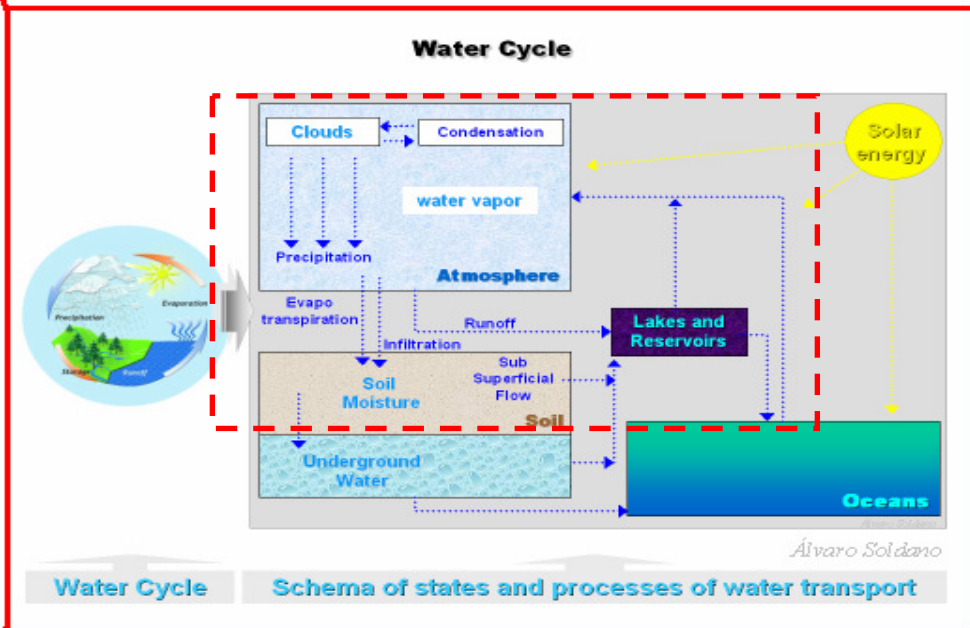 Water Cycle
Solar
energy
Clouds
Condensation
water vapor
Precipitation
Atmosphere
Evapo
transpiration
Infiltration
Runoff
Lakes and
Reservoirs
Sub
Superficial
Flow
Soil
Moisture
Soil
Underground
Water
Oceans
Álvaro Soldano
Álvaro Soldano
Evaporation
Precipitation
Storage
Runoff
Water Cycle
Schema of states and processes of water transport